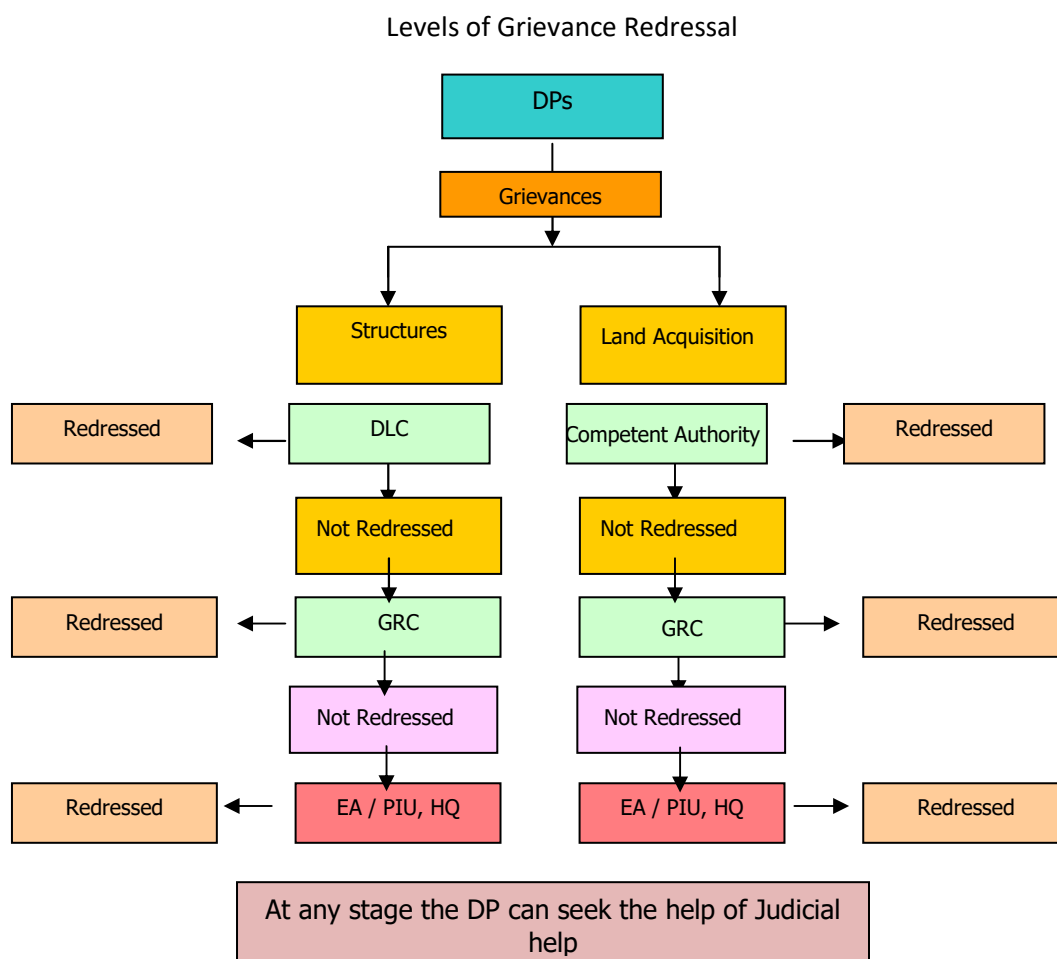 Levels of Grievance Redressal
DPs
Grievances
Structures
Land Acquisition
Redressed
DLC
Competent Authority
Redressed
Not Redressed
Not Redressed
Redressed
GRC
GRC
Redressed
Not Redressed
Not Redressed
Redressed
EA / PIU, HQ
EA / PIU, HQ
Redressed
At any stage the DP can seek the help of Judicial
help